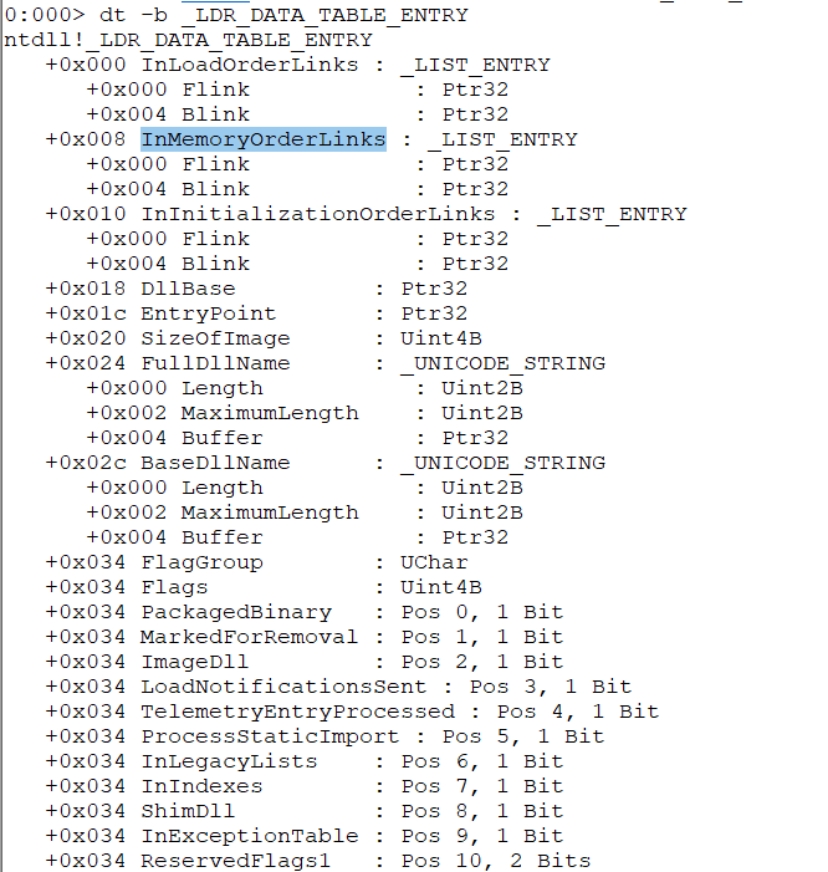 0:000> dt -b _LDR_DATA_TABLE_ENTRY
ntdll!_LDR_DATA_TABLE_ENTRY
+0x000 InLoadOrderLinks : _LIST_ENTRY
+0x000 Flink : Ptr32
+0x004 Blink : Ptr32
+0x008 InMemoryOrderLinks : _LIST_ENTRY
+0x000 Flink : Ptr32
+0x004 Blink : Ptr32
+0x010 InInitializationOrderLinks : _LIST_ENTRY
+0x000 Flink : Ptr32
+0x004 Blink : Ptr32
+0x018 DllBase : Ptr32
+0x01c EntryPoint : Ptr32
+0x020 SizeOfImage : Uint4B
+0x024 FullDllName : _UNICODE_STRING
+0x000 Length : Uint2B
+0x002 MaximumLength : Uint2B
+0x004 Buffer : Ptr32
+0x02c BaseDllName : _UNICODE_STRING
+0x000 Length : Uint2B
+0x002 MaximumLength : Uint2B
+0x004 Buffer : Ptr32
+0x034 FlagGroup : UChar
+0x034 Flags : Uint4B
+0x034 PackagedBinary : Pos 0, 1 Bit
+0x034 MarkedForRemoval : Pos 1, 1 Bit
+0x034 ImageDll : Pos 2, 1 Bit
+0x034 LoadNotificationsSent : Pos 3, 1 Bit
+0x034 TelemetryEntryProcessed : Pos 4, 1 Bit
+0x034 ProcessStaticImport : Pos 5, 1 Bit
+0x034 InLegacyLists : Pos 6, 1 Bit
+0x034 InIndexes : Pos 7, 1 Bit
+0x034 ShimDll : Pos 8, 1 Bit
+0x034 InExceptionTable : Pos 9, 1 Bit
+0x034 ReservedFlags1 : Pos 10, 2 Bits